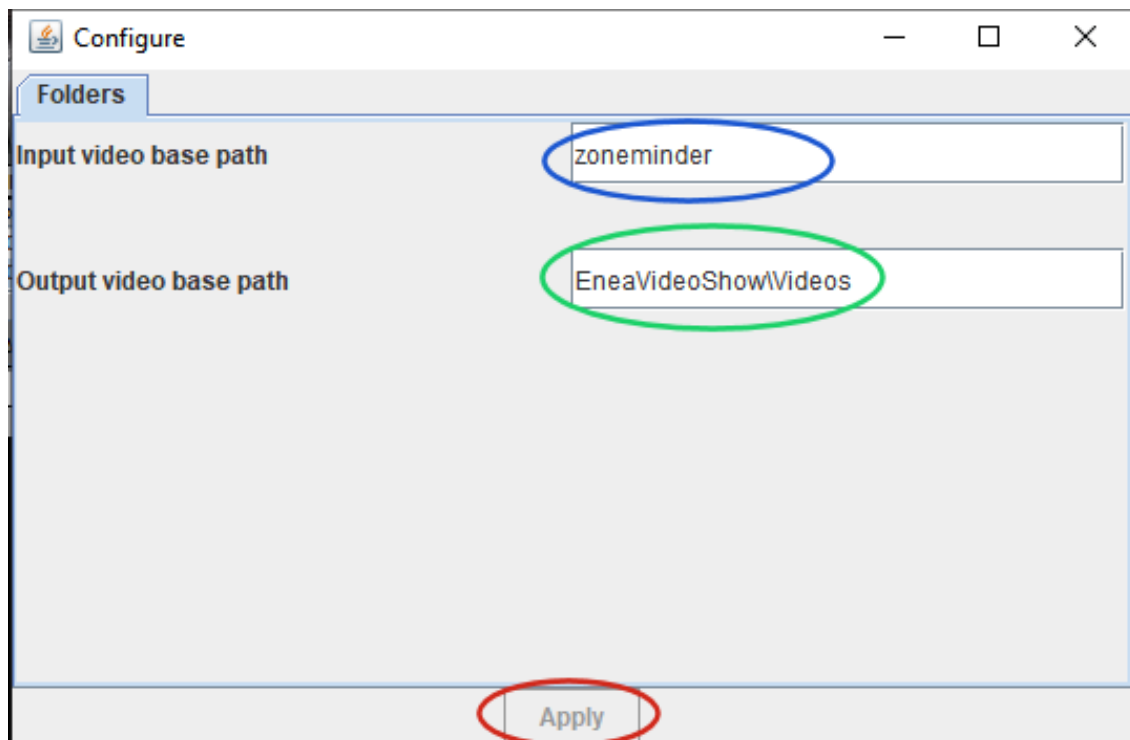 Configure
Folders
Input video base path zoneminder
Output video base path EneaVideoShow\Videos
Apply